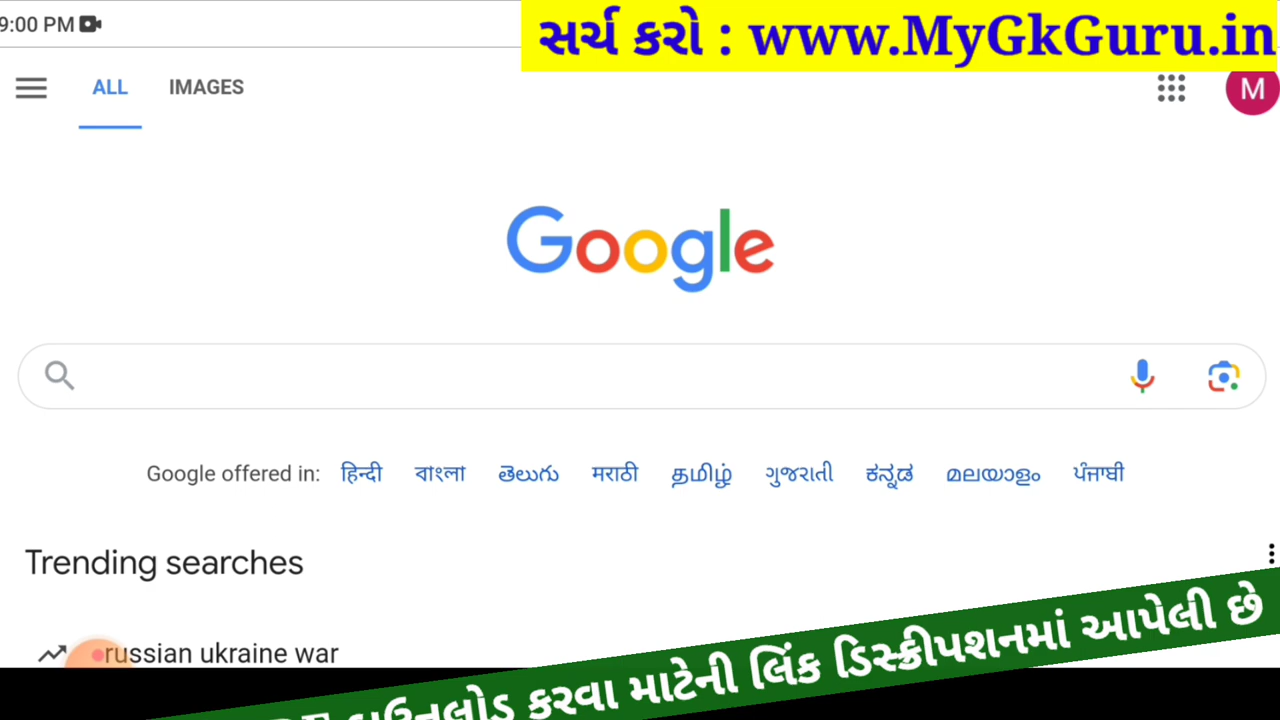 9:00 PM
સર્ચ કરો : www.MyGkGuru.in
ALL IMAGES
M
Google
Google offered in: हिन्दी বাংলা తెలుగు मराठी தமிழ் ગુજરાતી ಕನ್ನಡ മലയാളം ਪੰਜਾਬੀ
Trending searches
russian ukraine war
કરવા માટેની લિંક ડિસ્ક્રીપશનમાં આપેલી છે